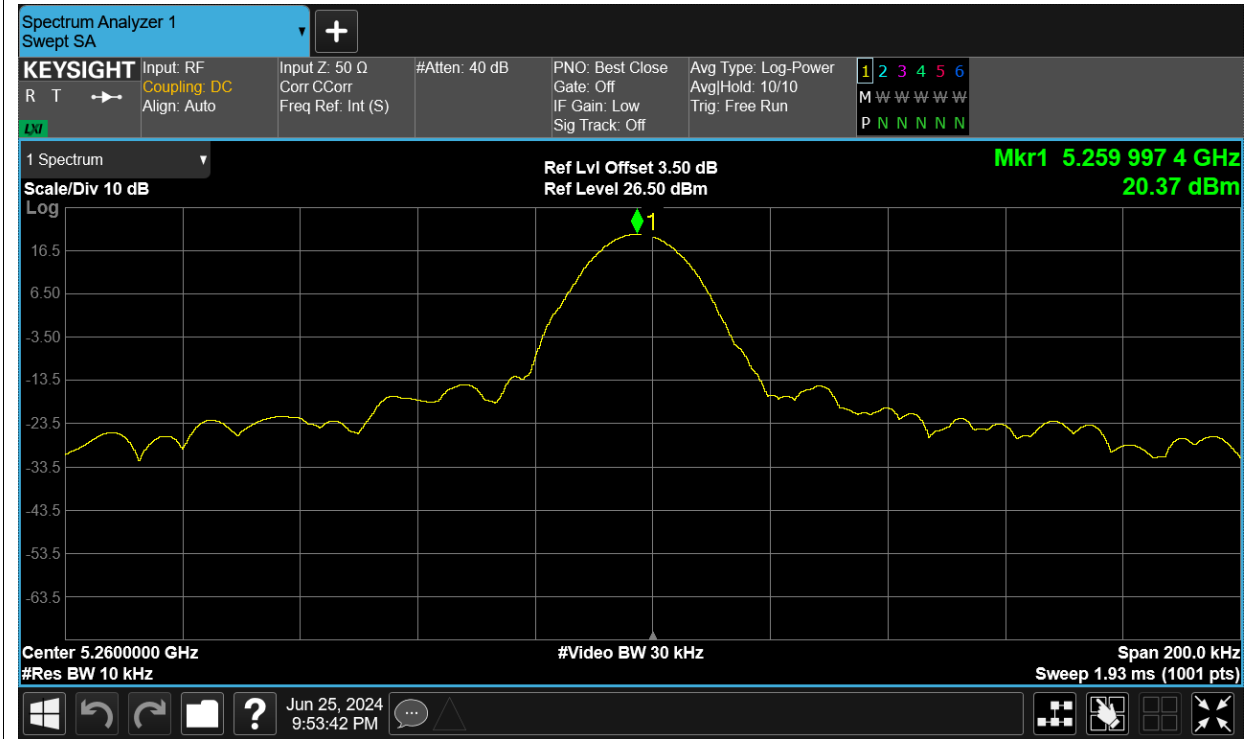 Spectrum Analyzer 1
Swept SA
▼
+
KEYSIGHT
R T
LXI
Input: RF
Coupling: DC
Align: Auto
Input Z: 50 Ω
Corr CCorr
Freq Ref: Int (S)
#Atten: 40 dB
PNO: Best Close
Gate: Off
IF Gain: Low
Sig Track: Off
Avg Type: Log-Power
Avg|Hold: 10/10
Trig: Free Run
1 2 3 4 5 6
M W W W W W
P N N N N N
1 Spectrum ▼
Scale/Div 10 dB
Log
Ref Lvl Offset 3.50 dB
Ref Level 26.50 dBm
Mkr1 5.259 997 4 GHz
20.37 dBm
1
16.5
6.50
-3.50
-13.5
-23.5
-33.5
-43.5
-53.5
-63.5
Center 5.2600000 GHz
#Res BW 10 kHz
#Video BW 30 kHz
Span 200.0 kHz
Sweep 1.93 ms (1001 pts)
?
Jun 25, 2024
9:53:42 PM